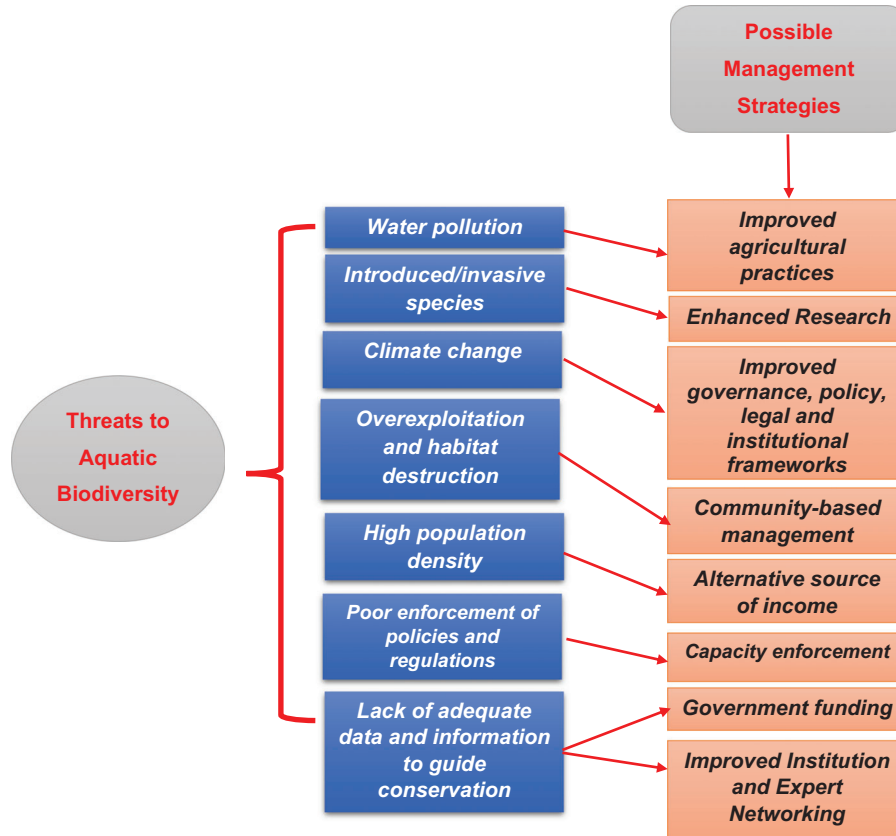 Possible
Management
Strategies
Threats to
Aquatic
Biodiversity
Water pollution
Introduced/invasive
species
Climate change
Overexploitation
and habitat
destruction
High population
density
Poor enforcement of
policies and
regulations
Lack of adequate
data and information
to guide
conservation
Improved
agricultural
practices
Enhanced Research
Improved
governance, policy,
legal and
institutional
frameworks
Community-based
management
Alternative source
of income
Capacity enforcement
Government funding
Improved Institution
and Expert
Networking